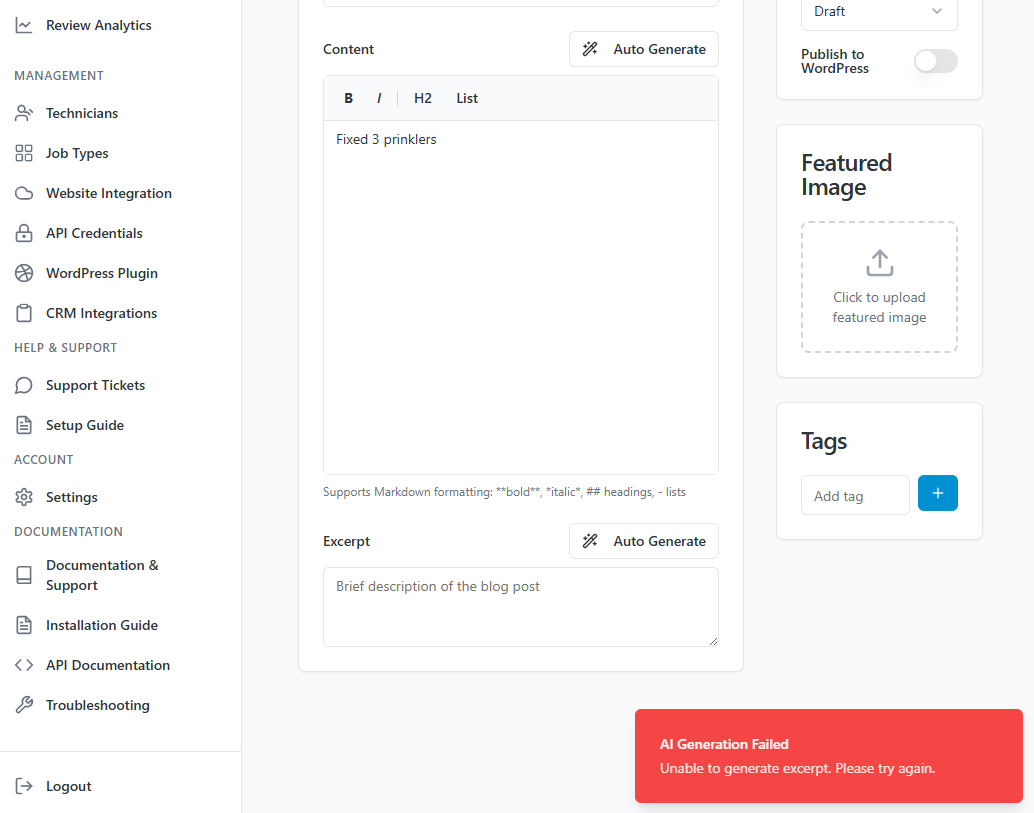 Review Analytics
MANAGEMENT
Technicians
Job Types
Website Integration
API Credentials
WordPress Plugin
CRM Integrations
HELP & SUPPORT
Support Tickets
Setup Guide
ACCOUNT
Settings
DOCUMENTATION
Documentation &
Support
Installation Guide
API Documentation
Troubleshooting
Logout
Content
Auto Generate
B I H2 List
Fixed 3 prinklers
Supports Markdown formatting: **bold**, *italic*, ## headings, - lists
Excerpt
Auto Generate
Brief description of the blog post
Draft
Publish to
WordPress
Featured
Image
Click to upload
featured image
Tags
Add tag
+
AI Generation Failed
Unable to generate excerpt. Please try again.